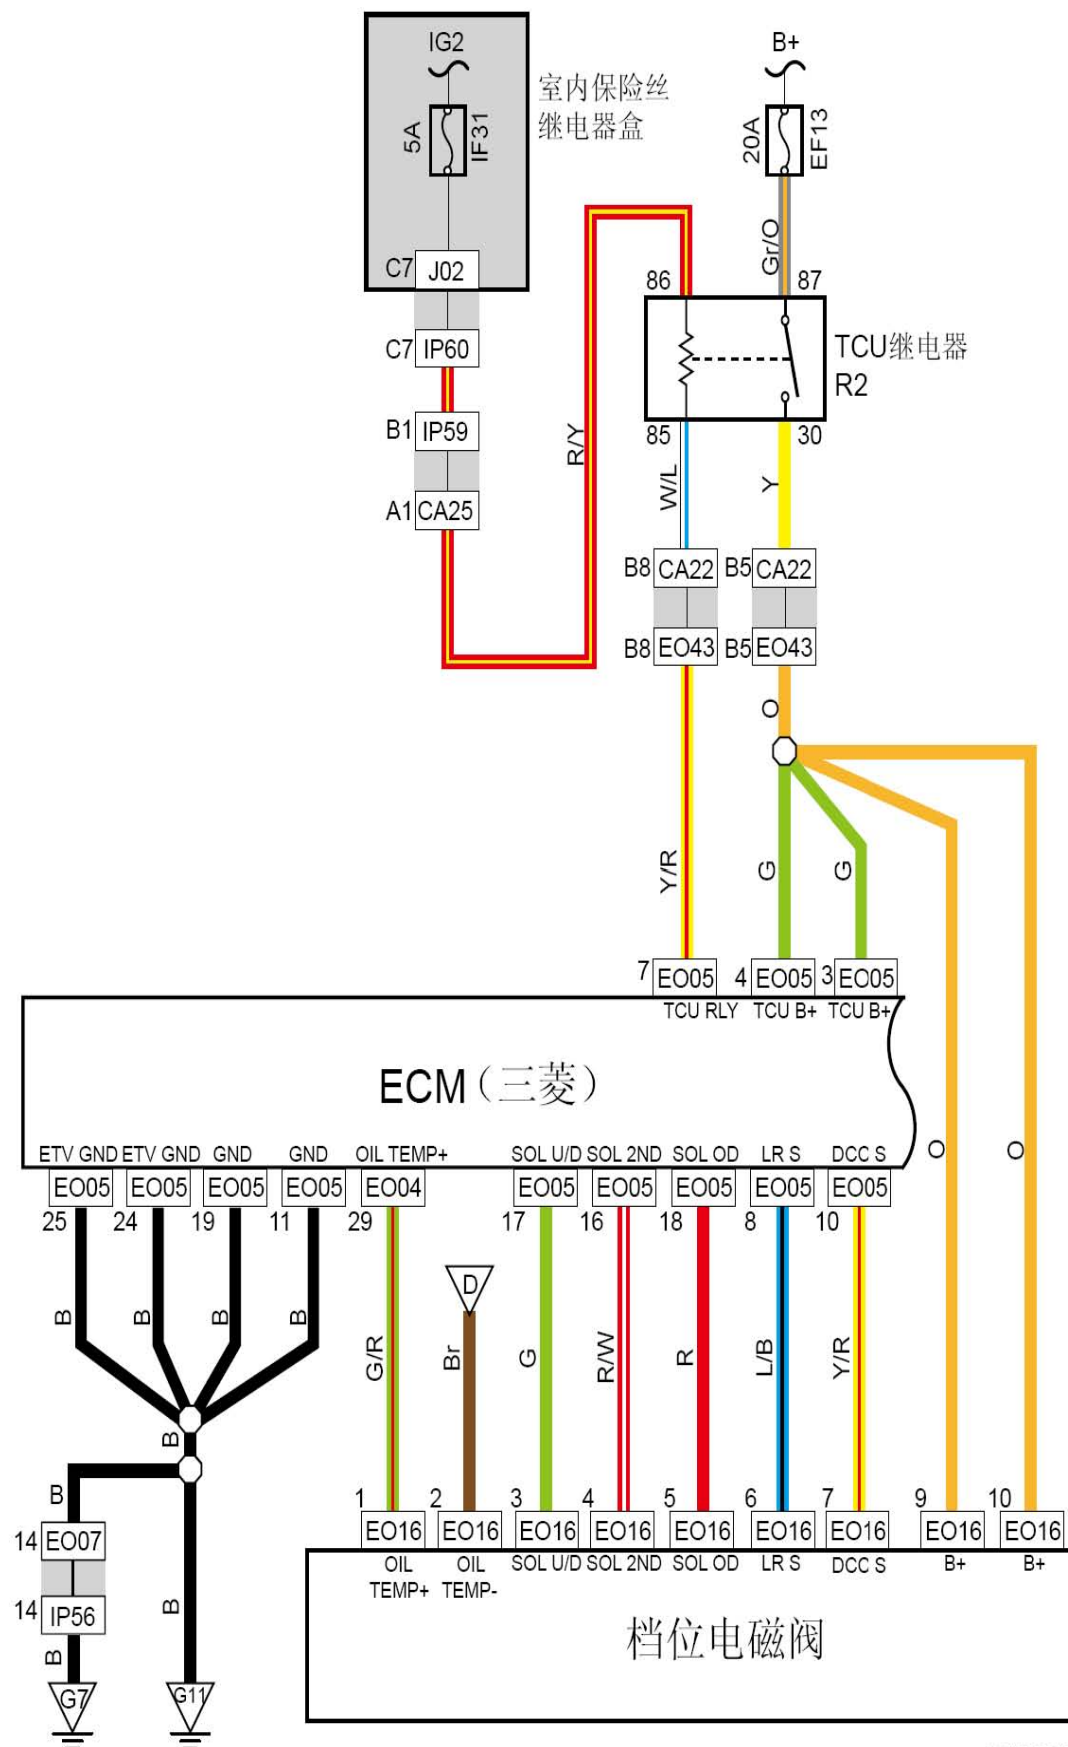 IG2
B+
室内保险丝
继电器盒
5A
IF31
20A
EF13
Gr/O
C7 J02
86
87
C7 IP60
TCU继电器
R2
B1 IP59
R/Y
85
30
W/L
Y
A1 CA25
B8 CA22
B5 CA22
B8 EO43
B5 EO43
O
Y/R
G
G
7 EO05
4 EO05
3 EO05
TCU RLY
TCU B+
TCU B+
ECM（三菱）
O
O
ETV GND
ETV GND
GND
GND
OIL TEMP+
SOL U/D
SOL 2ND
SOL OD
LR S
DCC S
EO05
EO05
EO05
EO05
EO04
EO05
EO05
EO05
EO05
EO05
25
24
19
11
29
17
16
18
8
10
D
B
B
B
B
G/R
Br
G
R/W
R
L/B
Y/R
B
B
1
2
3
4
5
6
7
9
10
14 EO07
EO16
EO16
EO16
EO16
EO16
EO16
EO16
EO16
EO16
OIL
TEMP+
OIL
TEMP-
SOL U/D
SOL 2ND
SOL OD
LR S
DCC S
B+
B+
14 IP56
B
B
档位电磁阀
G7
G11